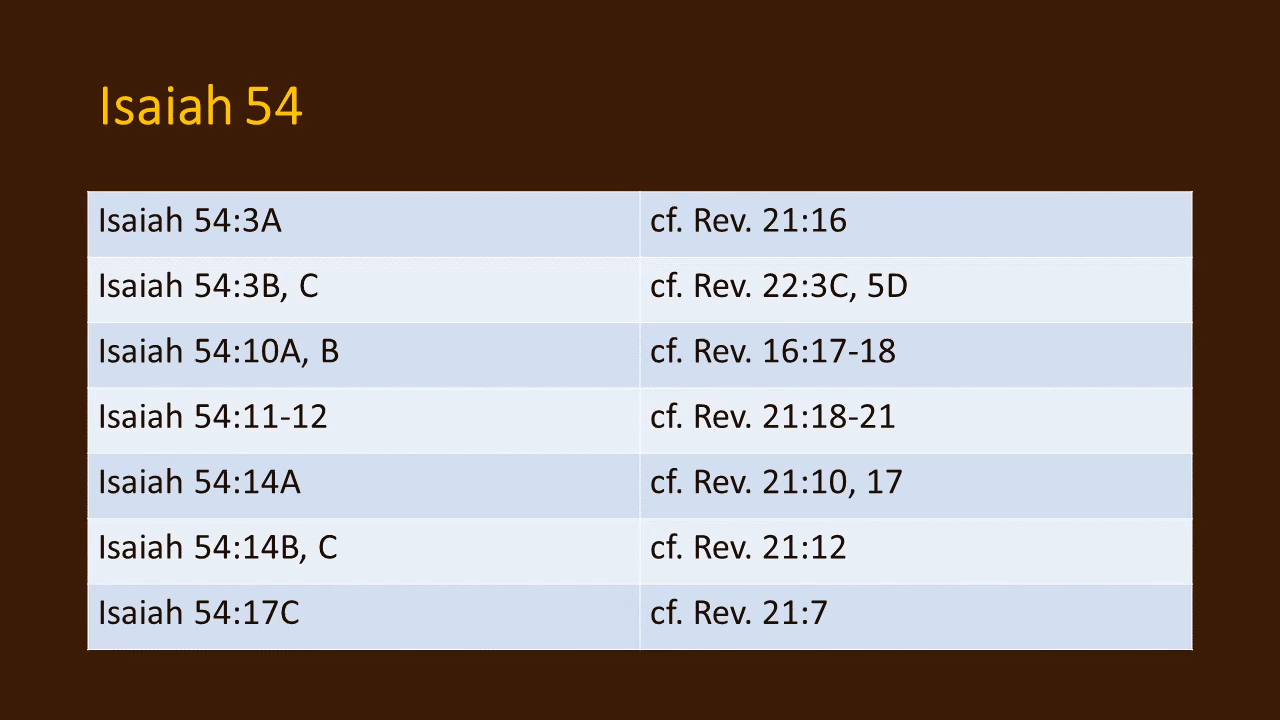 Isaiah 54
Isaiah 54:3A cf. Rev. 21:16
Isaiah 54:3B, C cf. Rev. 22:3C, 5D
Isaiah 54:10A, B cf. Rev. 16:17-18
Isaiah 54:11-12 cf. Rev. 21:18-21
Isaiah 54:14A cf. Rev. 21:10, 17
Isaiah 54:14B, C cf. Rev. 21:12
Isaiah 54:17C cf. Rev. 21:7